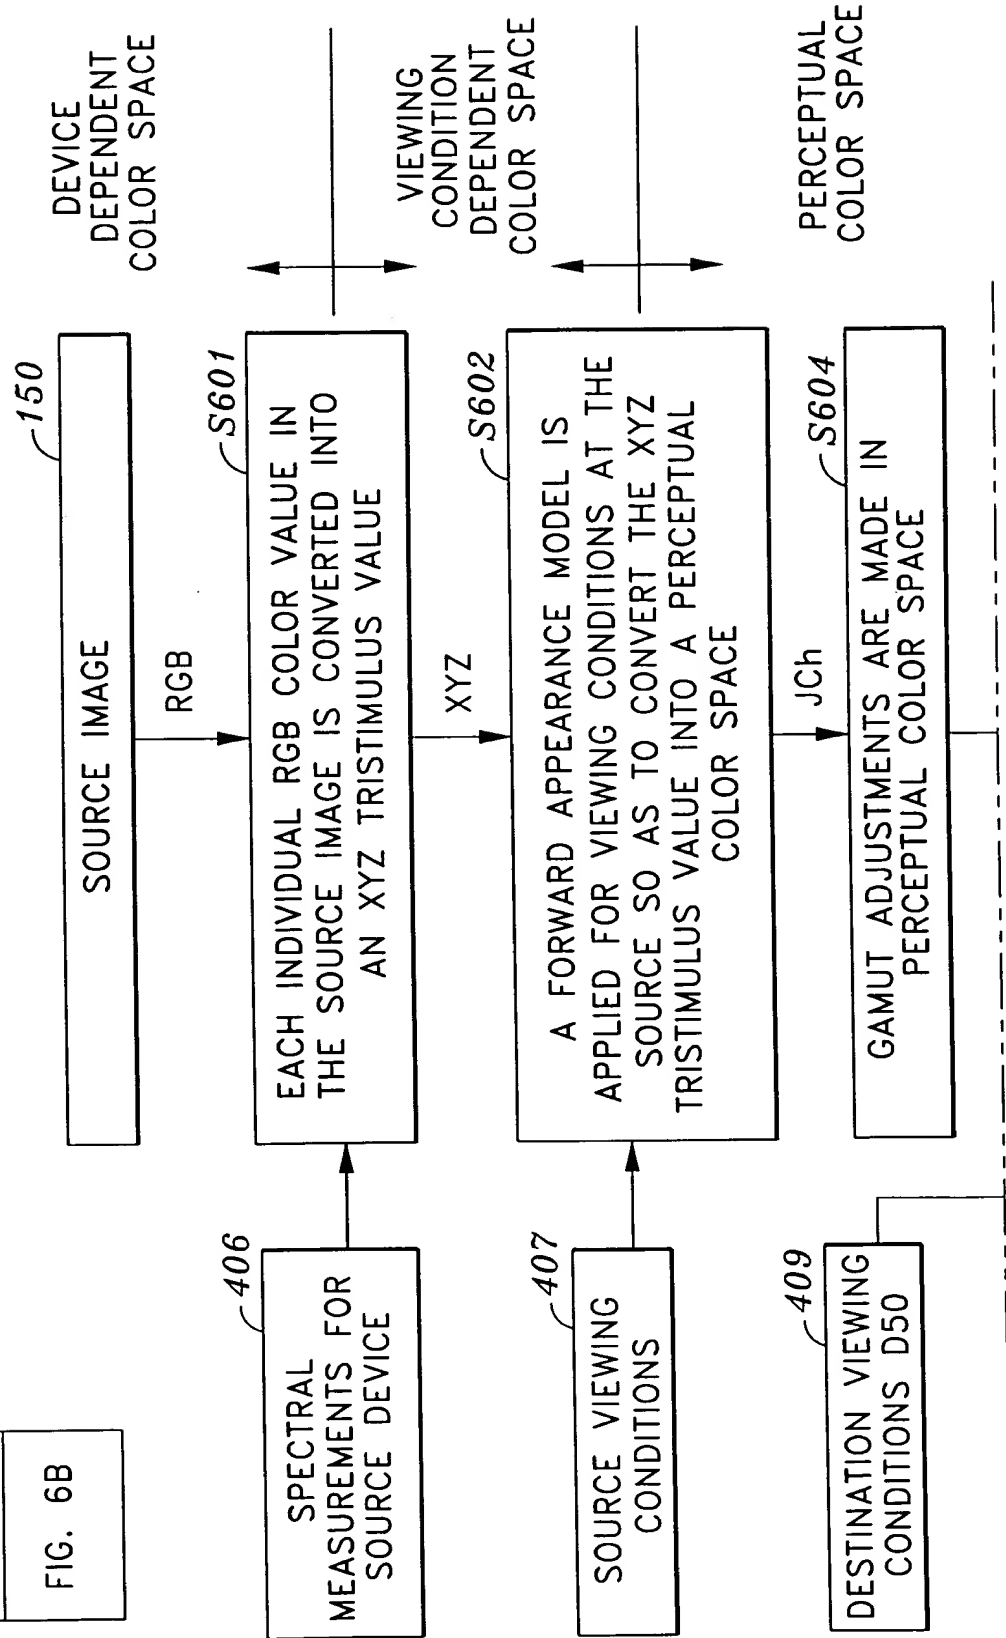 FIG. 6B
150
SOURCE IMAGE
DEVICE
DEPENDENT
COLOR SPACE
RGB
406
SPECTRAL
MEASUREMENTS FOR
SOURCE DEVICE
S601
EACH INDIVIDUAL RGB COLOR VALUE IN
THE SOURCE IMAGE IS CONVERTED INTO
AN XYZ TRISTIMULUS VALUE
VIEWING
CONDITION
DEPENDENT
COLOR SPACE
XYZ
407
SOURCE VIEWING
CONDITIONS
S602
A FORWARD APPEARANCE MODEL IS
APPLIED FOR VIEWING CONDITIONS AT THE
SOURCE SO AS TO CONVERT THE XYZ
TRISTIMULUS VALUE INTO A PERCEPTUAL
COLOR SPACE
PERCEPTUAL
COLOR SPACE
JCh
409
DESTINATION VIEWING
CONDITIONS D50
S604
GAMUT ADJUSTMENTS ARE MADE IN
PERCEPTUAL COLOR SPACE